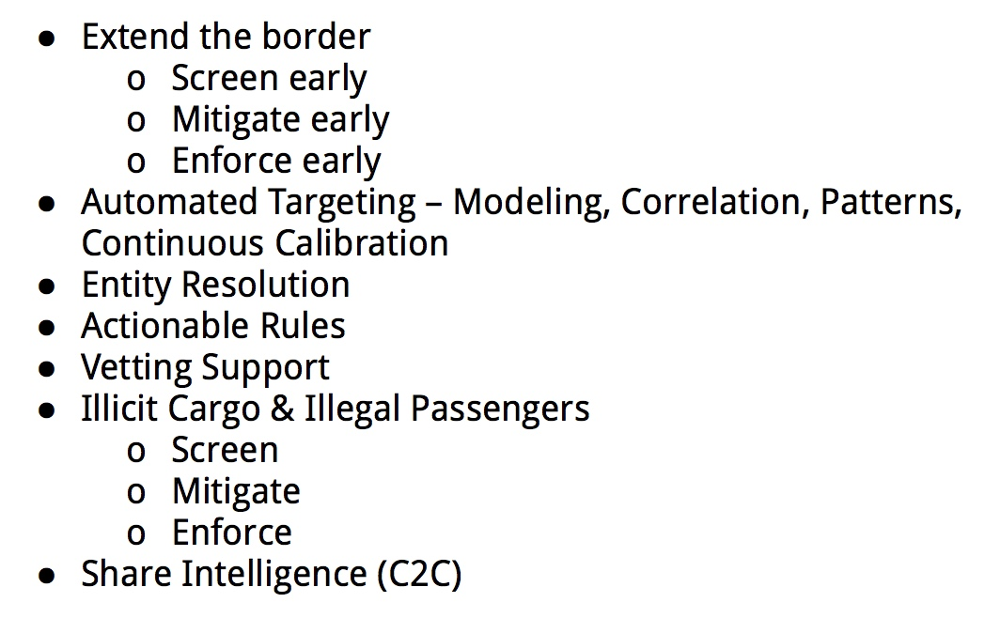 ● Extend the border
o Screen early
o Mitigate early
o Enforce early
● Automated Targeting – Modeling, Correlation, Patterns,
Continuous Calibration
● Entity Resolution
● Actionable Rules
● Vetting Support
● Illicit Cargo & Illegal Passengers
o Screen
o Mitigate
o Enforce
● Share Intelligence (C2C)